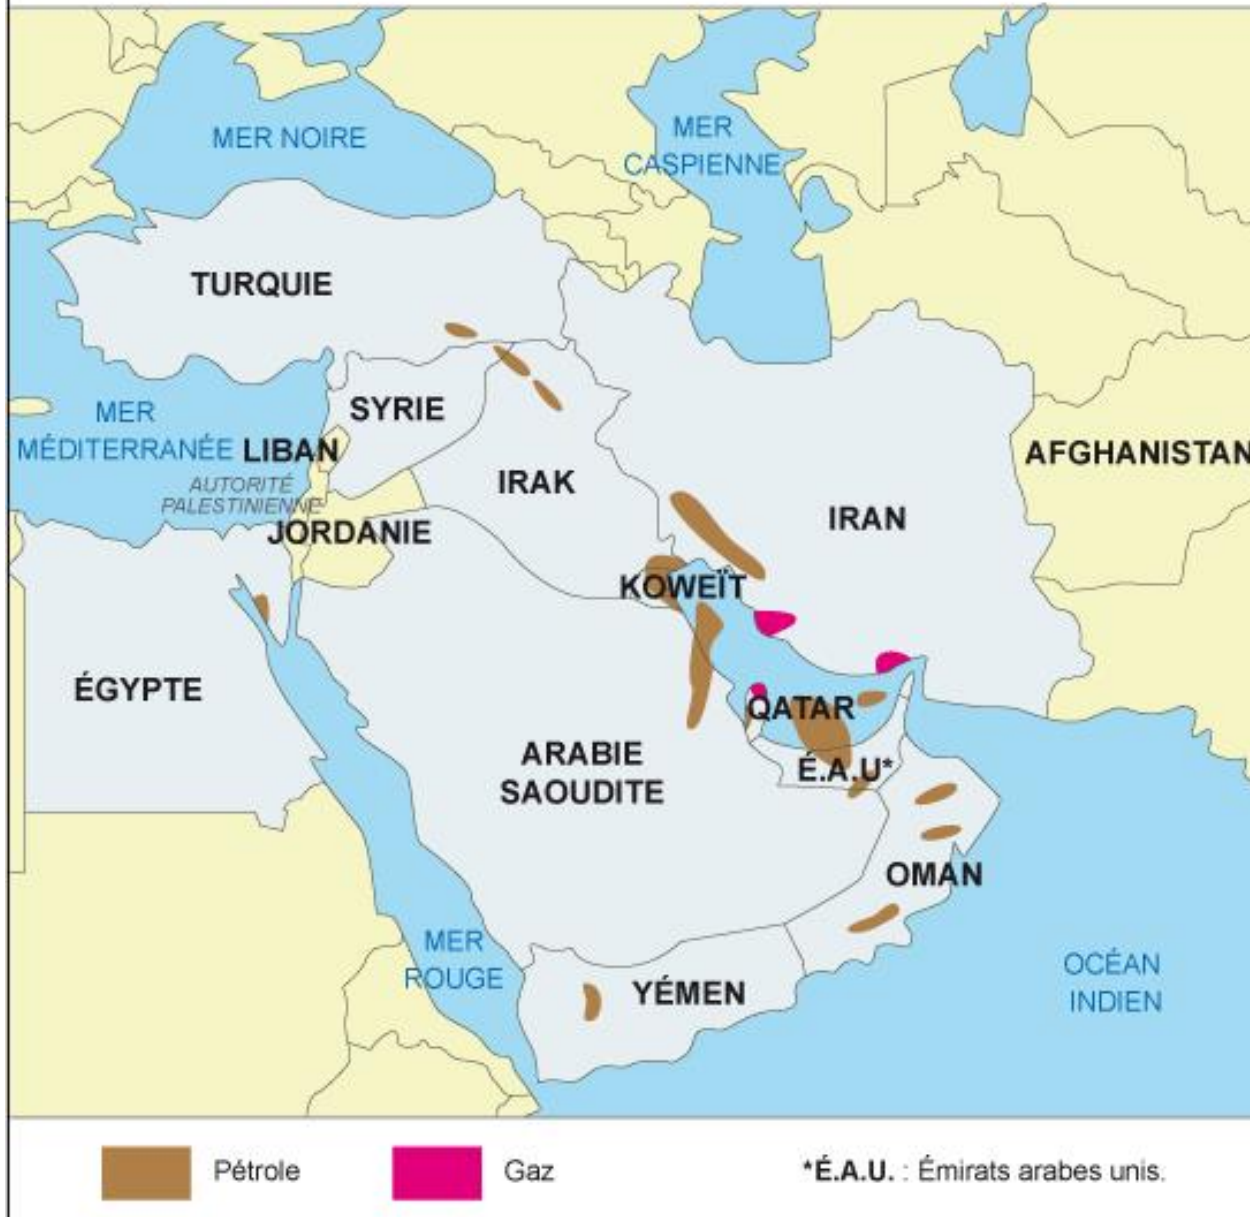 MER NOIRE
MER
CASPIENNE
TURQUIE
SYRIE
MER
MÉDITERRANÉE
LIBAN
AUTORITÉ
PALESTINIENNE
AFGHANISTAN
IRAK
IRAN
JORDANIE
KOWEÏT
ÉGYPTE
QATAR
ARABIE
SAOUDITE
É.A.U*
OMAN
MER
ROUGE
YÉMEN
OCÉAN
INDIEN
Pétrole
Gaz
*É.A.U. : Émirats arabes unis.